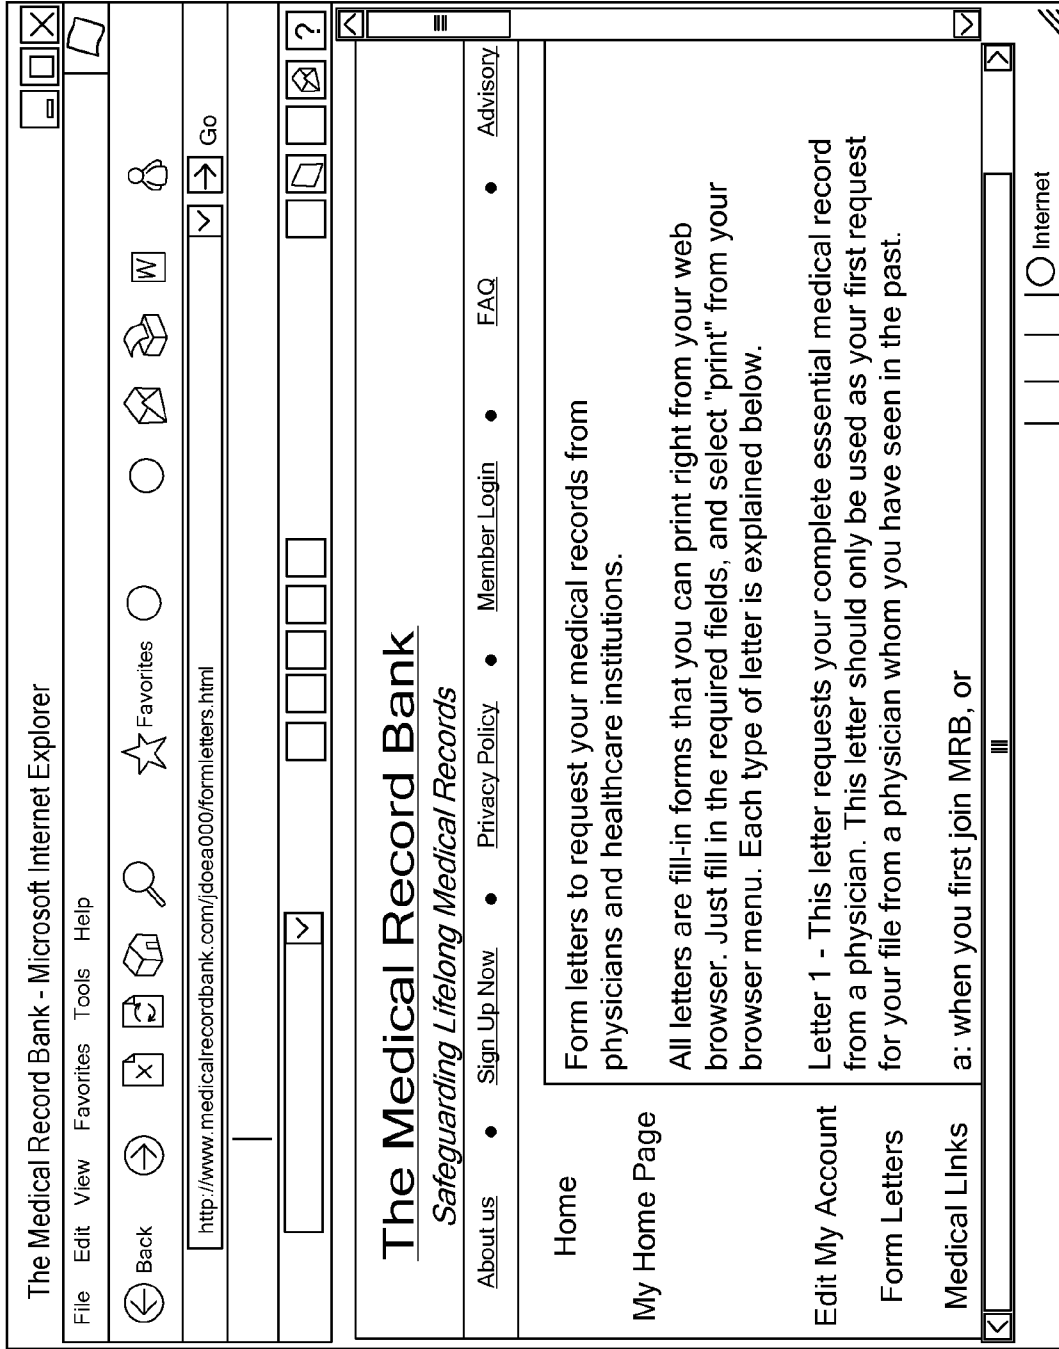 The Medical Record Bank - Microsoft Internet Explorer
File Edit View Favorites Tools Help
Back Favorites W
http://www.medicalrecordbank.com/jdoea000/formletters.html Go
?
The Medical Record Bank
Safeguarding Lifelong Medical Records
About us • Sign Up Now • Privacy Policy • Member Login • FAQ • Advisory
Home
My Home Page
Edit My Account
Form Letters
Medical LInks
Form letters to request your medical records from
physicians and healthcare institutions.
All letters are fill-in forms that you can print right from your web
browser. Just fill in the required fields, and select "print" from your
browser menu. Each type of letter is explained below.
Letter 1 - This letter requests your complete essential medical record
from a physician. This letter should only be used as your first request
for your file from a physician whom you have seen in the past.
a: when you first join MRB, or
Internet